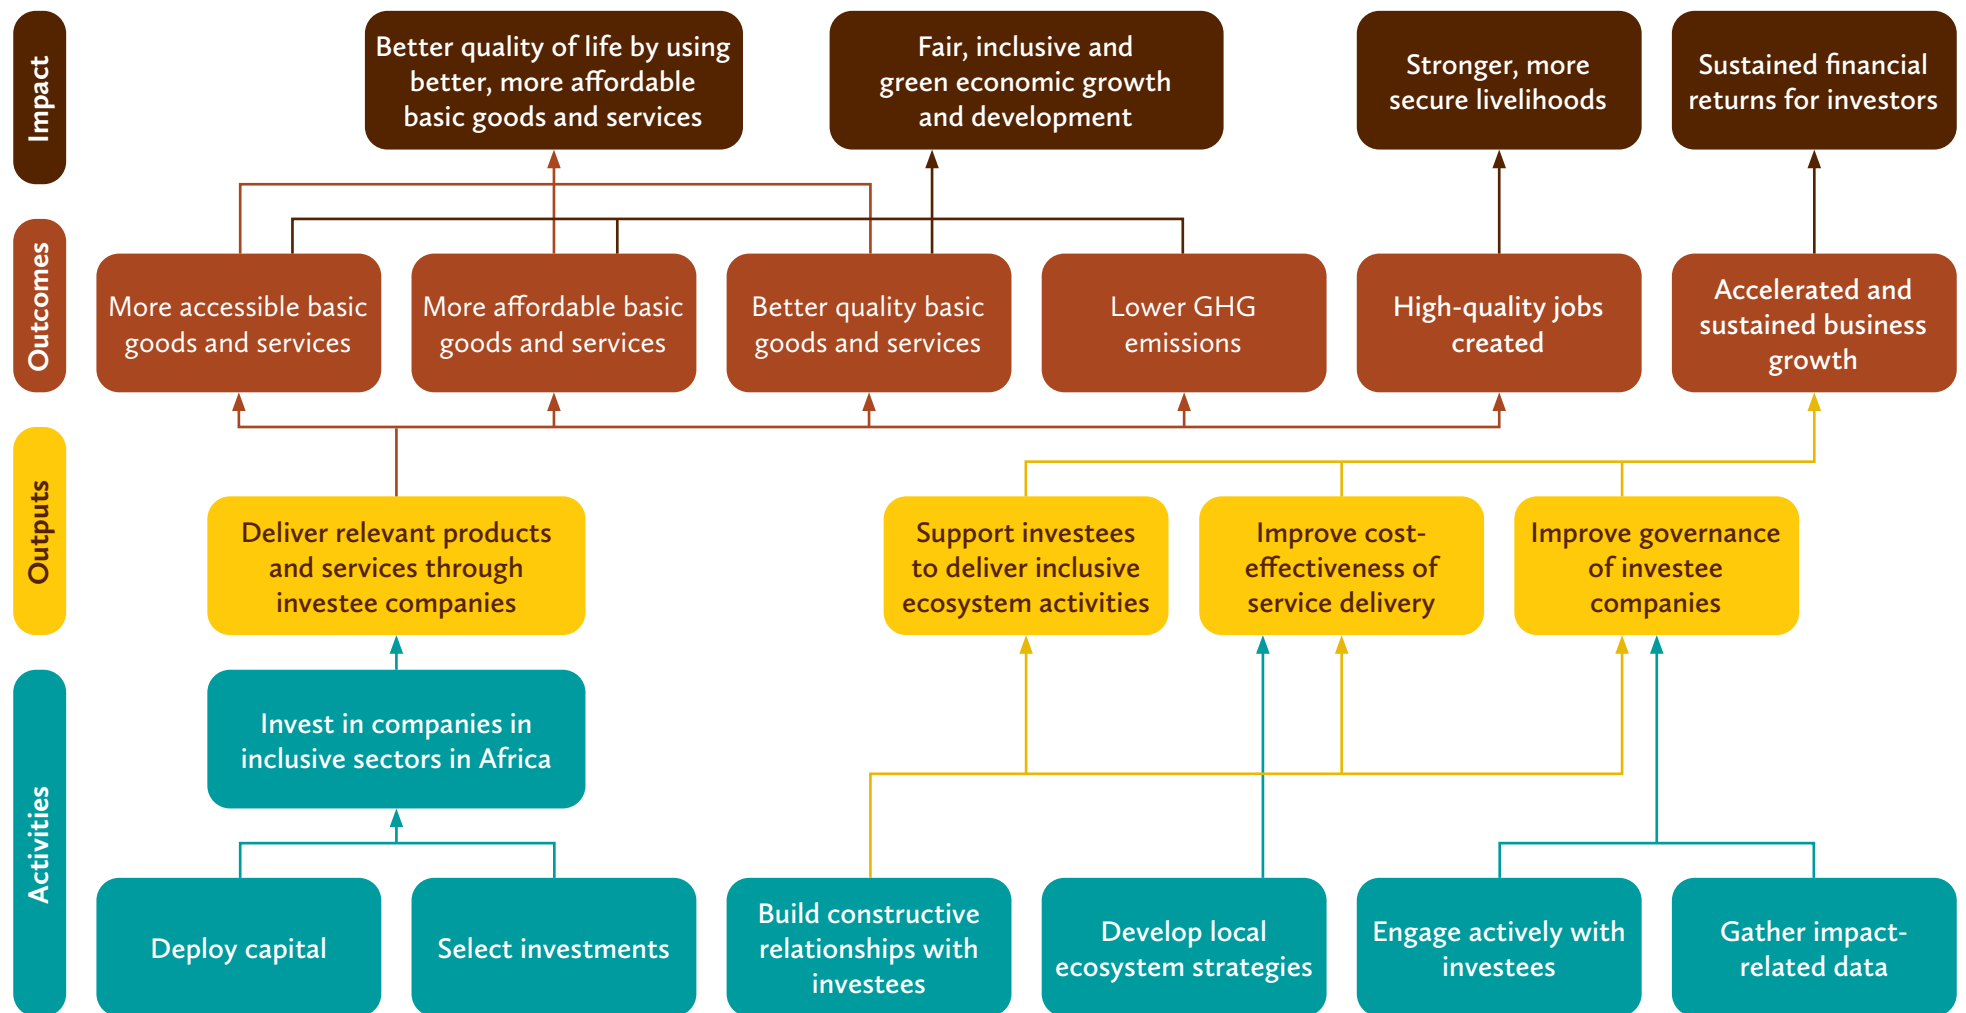 Impact
Better quality of life by using
better, more affordable
basic goods and services
Fair, inclusive and
green economic growth
and development
Stronger, more
secure livelihoods
Sustained financial
returns for investors
Outcomes
More accessible basic
goods and services
More affordable basic
goods and services
Better quality basic
goods and services
Lower GHG
emissions
High-quality jobs
created
Accelerated and
sustained business
growth
Outputs
Deliver relevant products
and services through
investee companies
Support investees
to deliver inclusive
ecosystem activities
Improve cost-
effectiveness of
service delivery
Improve governance
of investee
companies
Activities
Invest in companies in
inclusive sectors in Africa
Deploy capital
Select investments
Build constructive
relationships with
investees
Develop local
ecosystem strategies
Engage actively with
investees
Gather impact-
related data